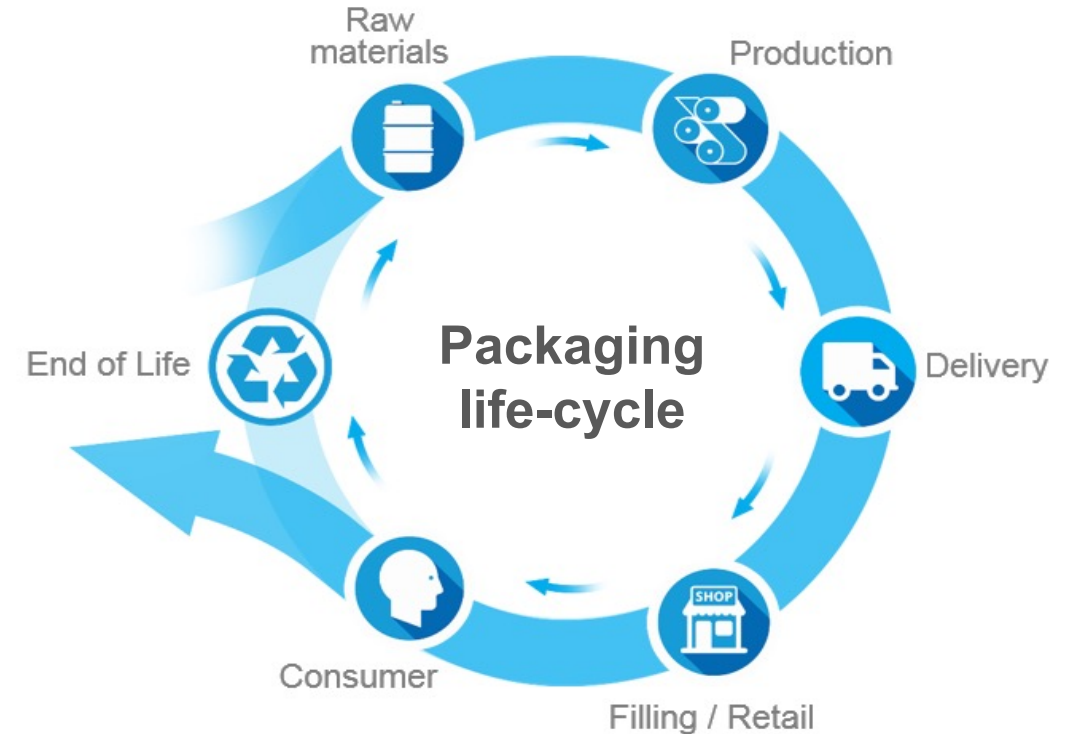 Raw
materials
Production
End of Life
Packaging
life-cycle
Delivery
SHOP
Consumer
Filling / Retail